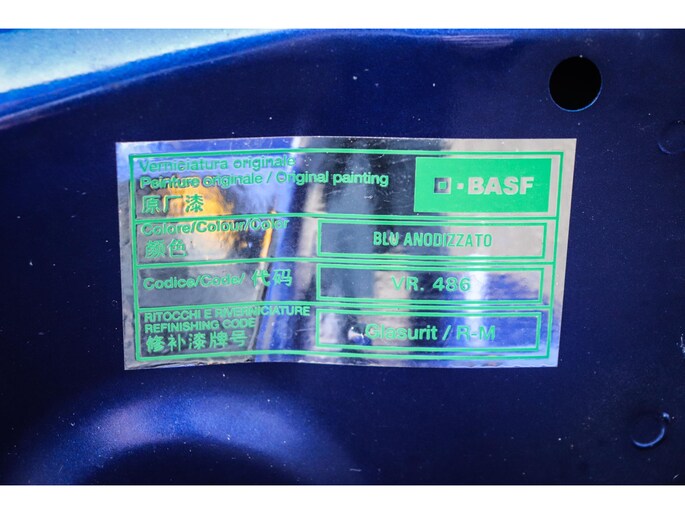 Verniciatura originale
Peinture originale / Original painting
原厂漆
BASF
Colore/Colour/Color
颜色
BLU ANODIZZATO
Codice/Code/ 代码
VR. 486
RITOCCHI E RIVERNICIATURE
REFINISHING CODE
修补漆牌号
Glasurit / R-M